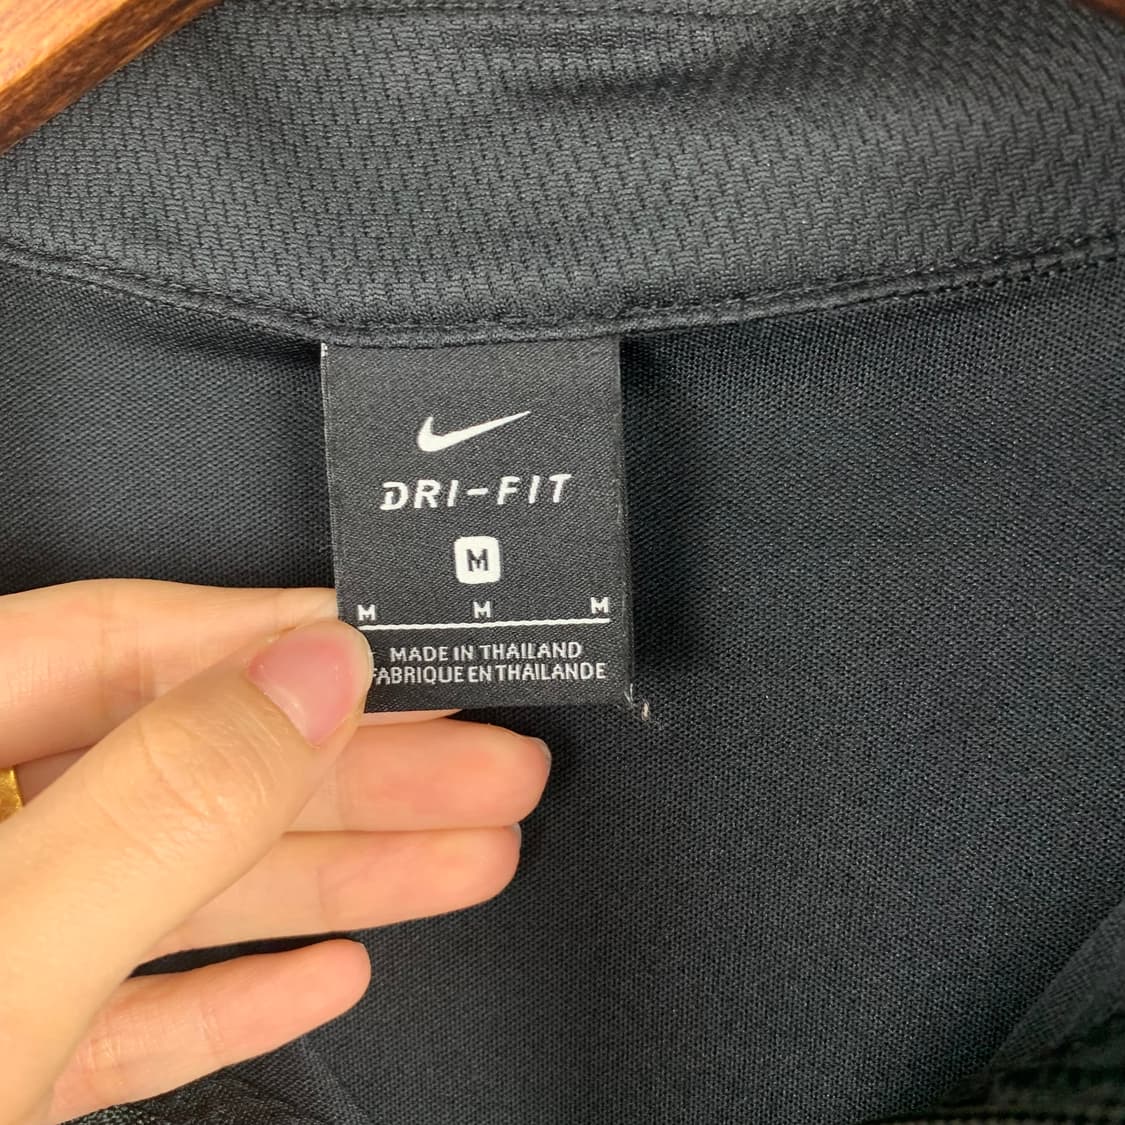 DRI-FIT
M
M M M
MADE IN THAILAND
FABRIQUE EN THAILANDE